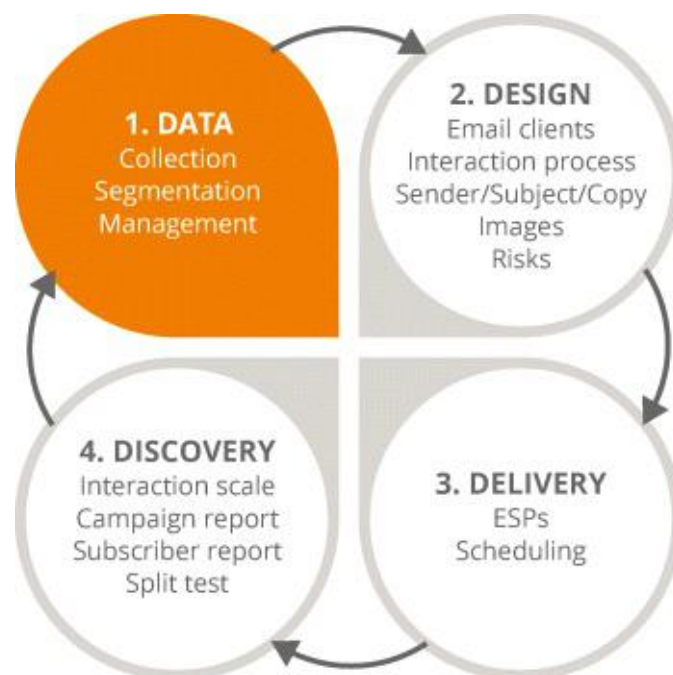 1. DATA
Collection
Segmentation
Management
2. DESIGN
Email clients
Interaction process
Sender/Subject/Copy
Images
Risks
3. DELIVERY
ESPs
Scheduling
4. DISCOVERY
Interaction scale
Campaign report
Subscriber report
Split test